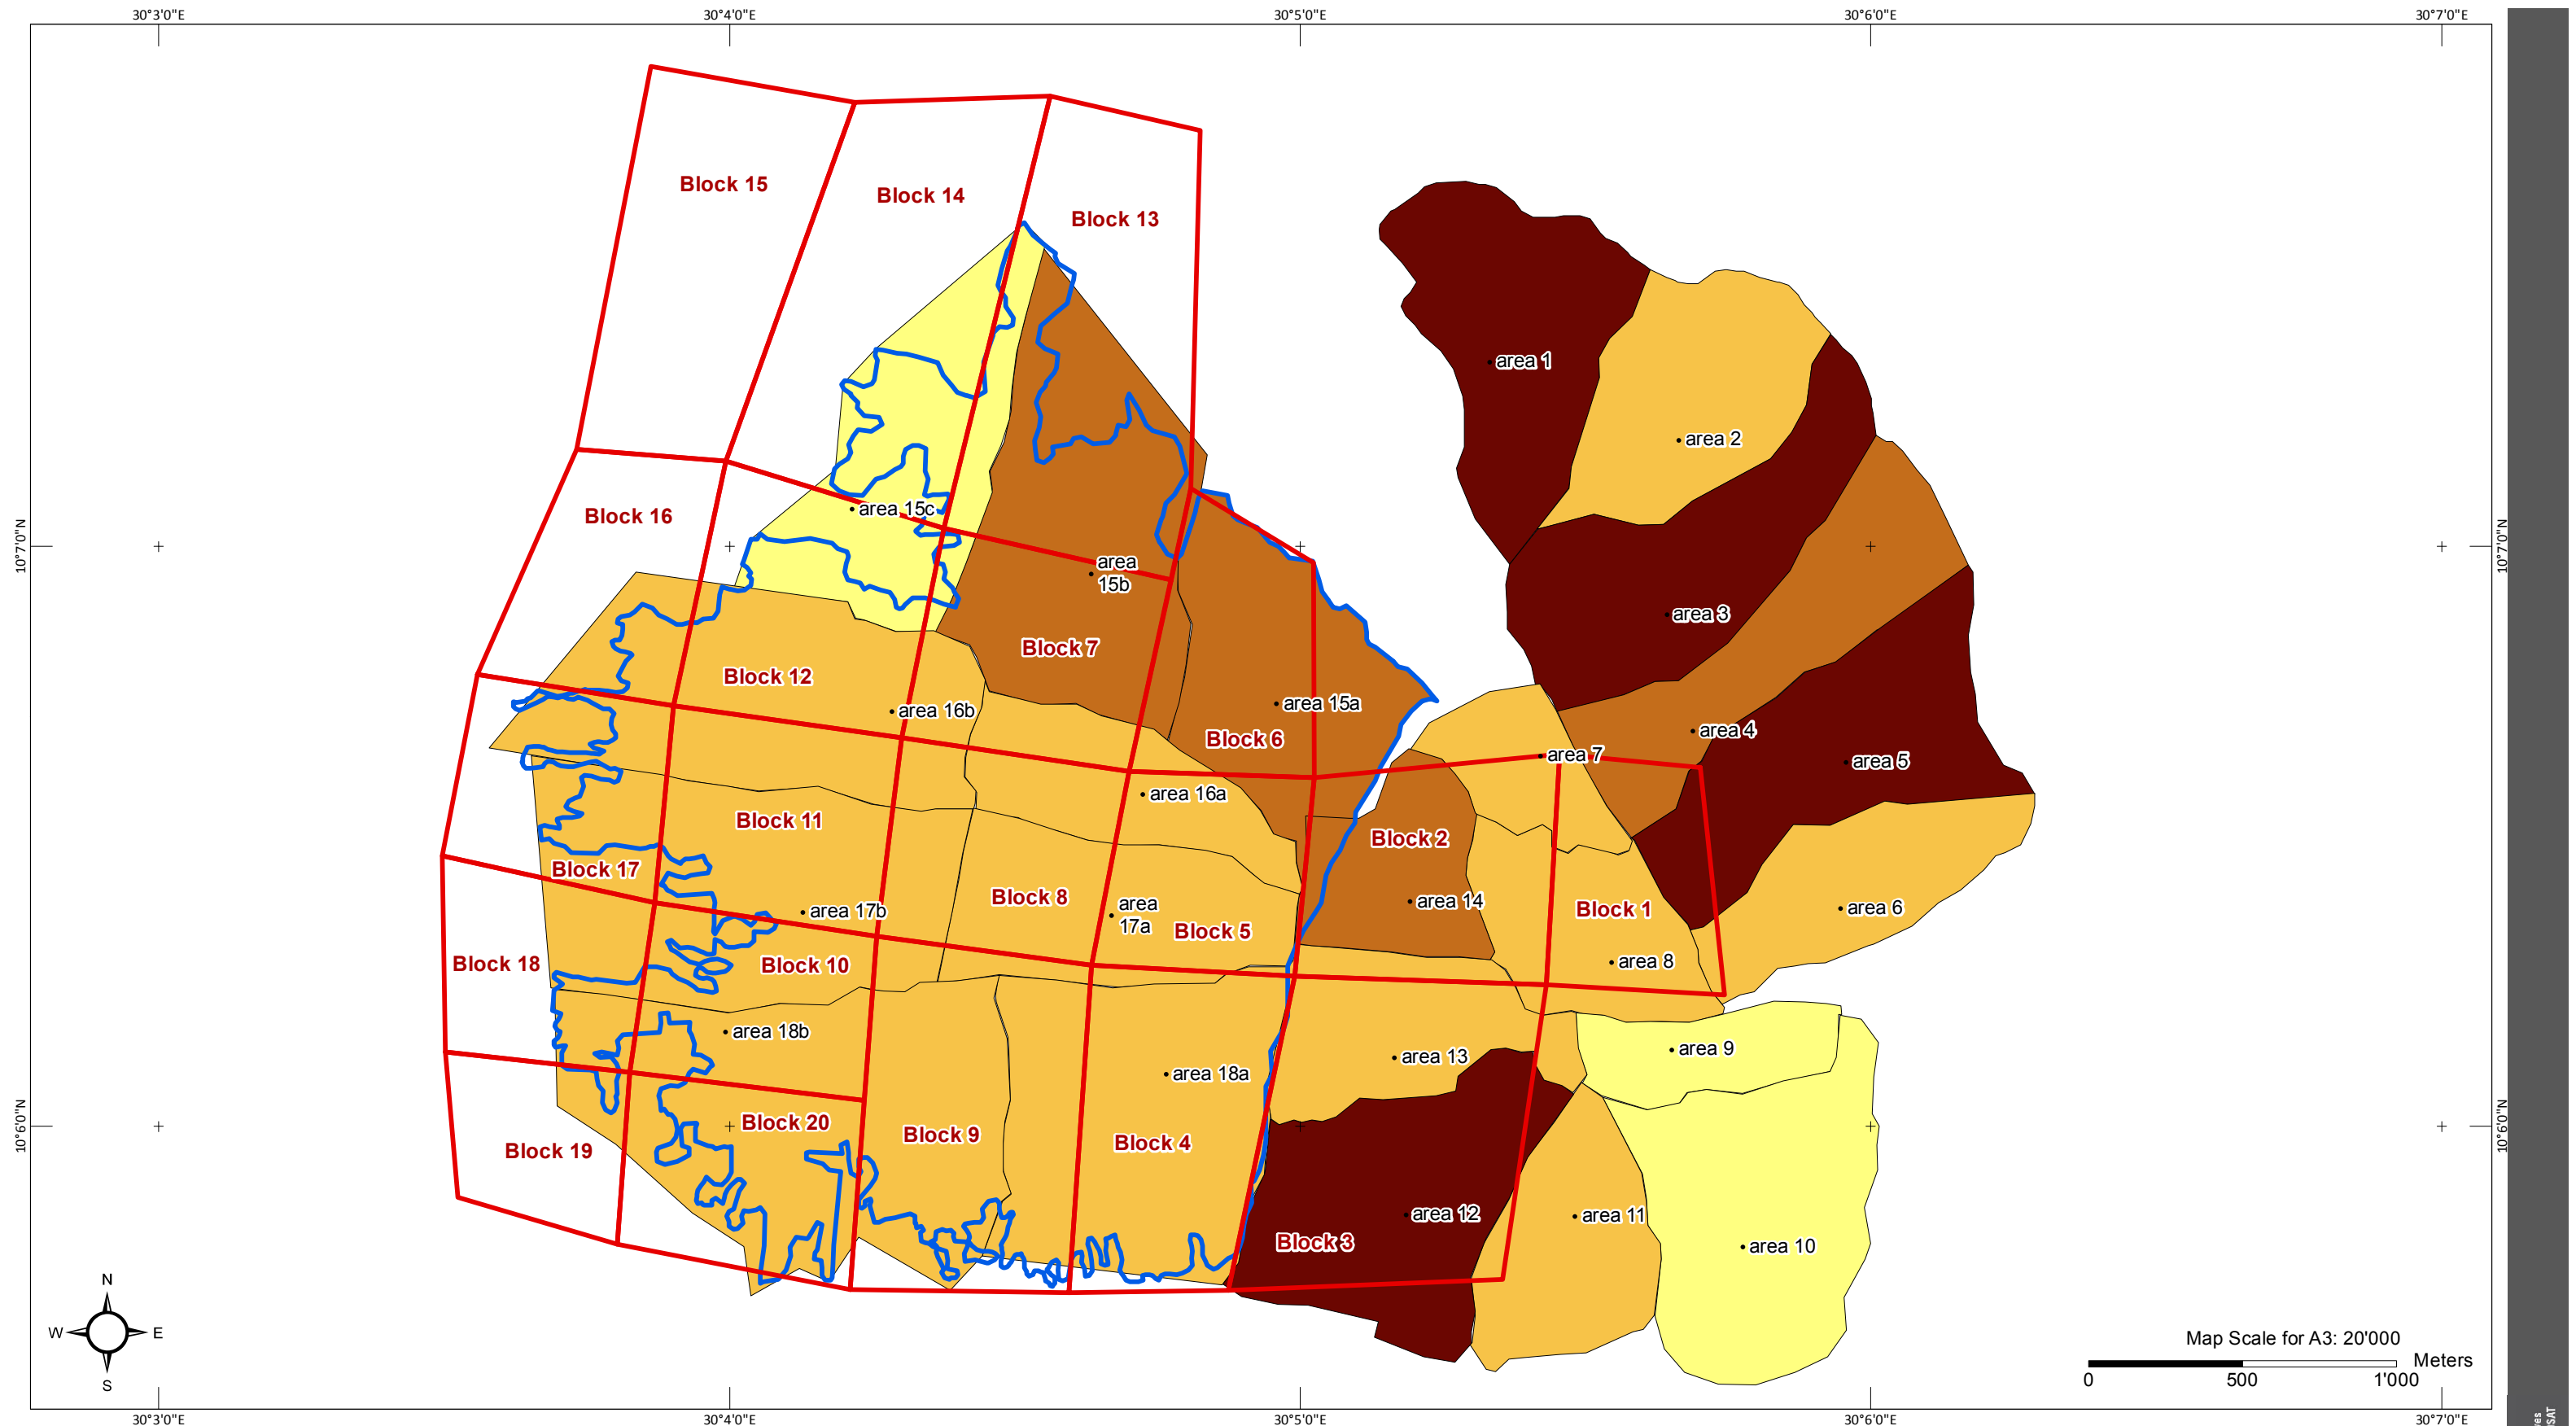 30°3'0"E
30°4'0"E
30°5'0"E
30°6'0"E
30°7'0"E
Block 15
Block 14
Block 13
area 1
area 2
area 15c
Block 16
10°7'0"N
10°7'0"N
area
15b
area 3
Block 7
Block 12
area 16b
area 15a
Block 6
area 4
area 7
area 5
area 16a
Block 11
Block 2
Block 17
Block 8
area
17a
area 17b
area 14
Block 1
area 6
Block 5
Block 18
Block 10
area 8
area 18b
area 9
area 13
area 18a
10°6'0"N
10°6'0"N
Block 20
Block 9
Block 4
Block 19
area 12
area 11
Block 3
area 10
N
W
E
S
Map Scale for A3: 20'000
Meters
0
500
1'000
30°3'0"E
30°4'0"E
30°5'0"E
30°6'0"E
30°7'0"E
SAT